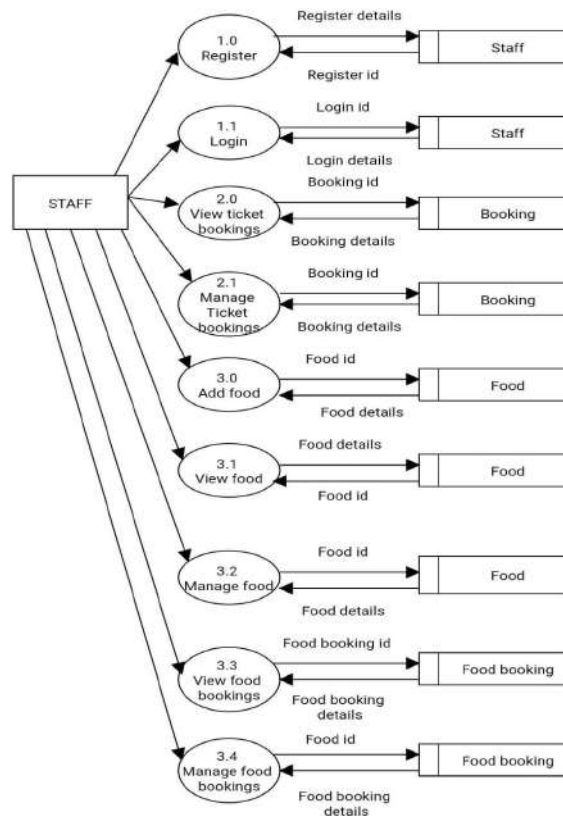 Register details
1.0
Register
Staff
Register id
Login id
1.1
Login
Staff
Login details
STAFF
Booking id
2.0
View ticket
bookings
Booking
Booking details
Booking id
2.1
Manage
Ticket
bookings
Booking
Booking details
Food id
3.0
Add food
Food
Food details
Food details
3.1
View food
Food
Food id
Food id
3.2
Manage food
Food
Food details
Food booking id
3.3
View food
bookings
Food booking
Food booking
details
Food id
3.4
Manage food
bookings
Food booking
Food booking
details